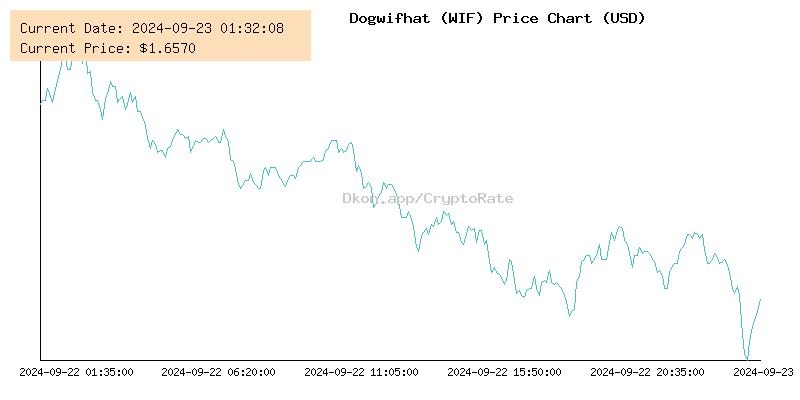 Dogwifhat (WIF) Price Chart (USD)
Current Date: 2024-09-23 01:32:08
Current Price: $1.6570
Dkon.app/CryptoRate
2024-09-22 01:35:00 2024-09-22 06:20:00 2024-09-22 11:05:00 2024-09-22 15:50:00 2024-09-22 20:35:00 2024-09-23